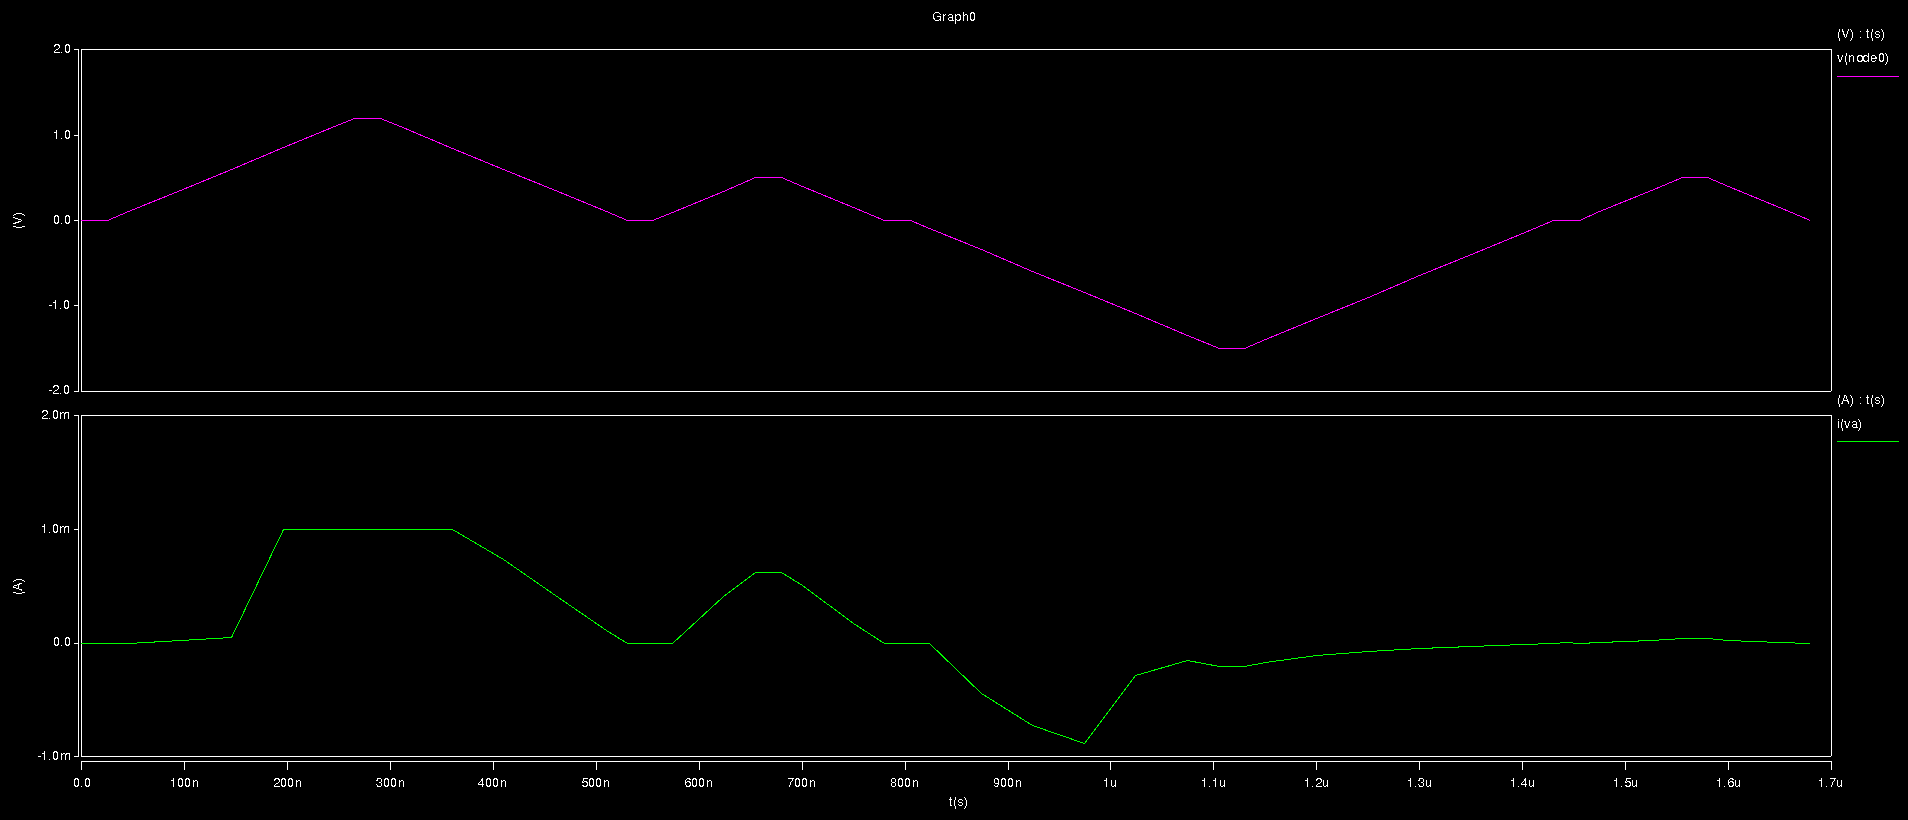 Graph0
(V) : t(s)
v(node0)
2.0
1.0
0.0
-1.0
-2.0
(V)
(A) : t(s)
i(va)
2.0m
1.0m
0.0
-1.0m
(A)
0.0 100n 200n 300n 400n 500n 600n 700n 800n 900n 1u 1.1u 1.2u 1.3u 1.4u 1.5u 1.6u 1.7u
t(s)